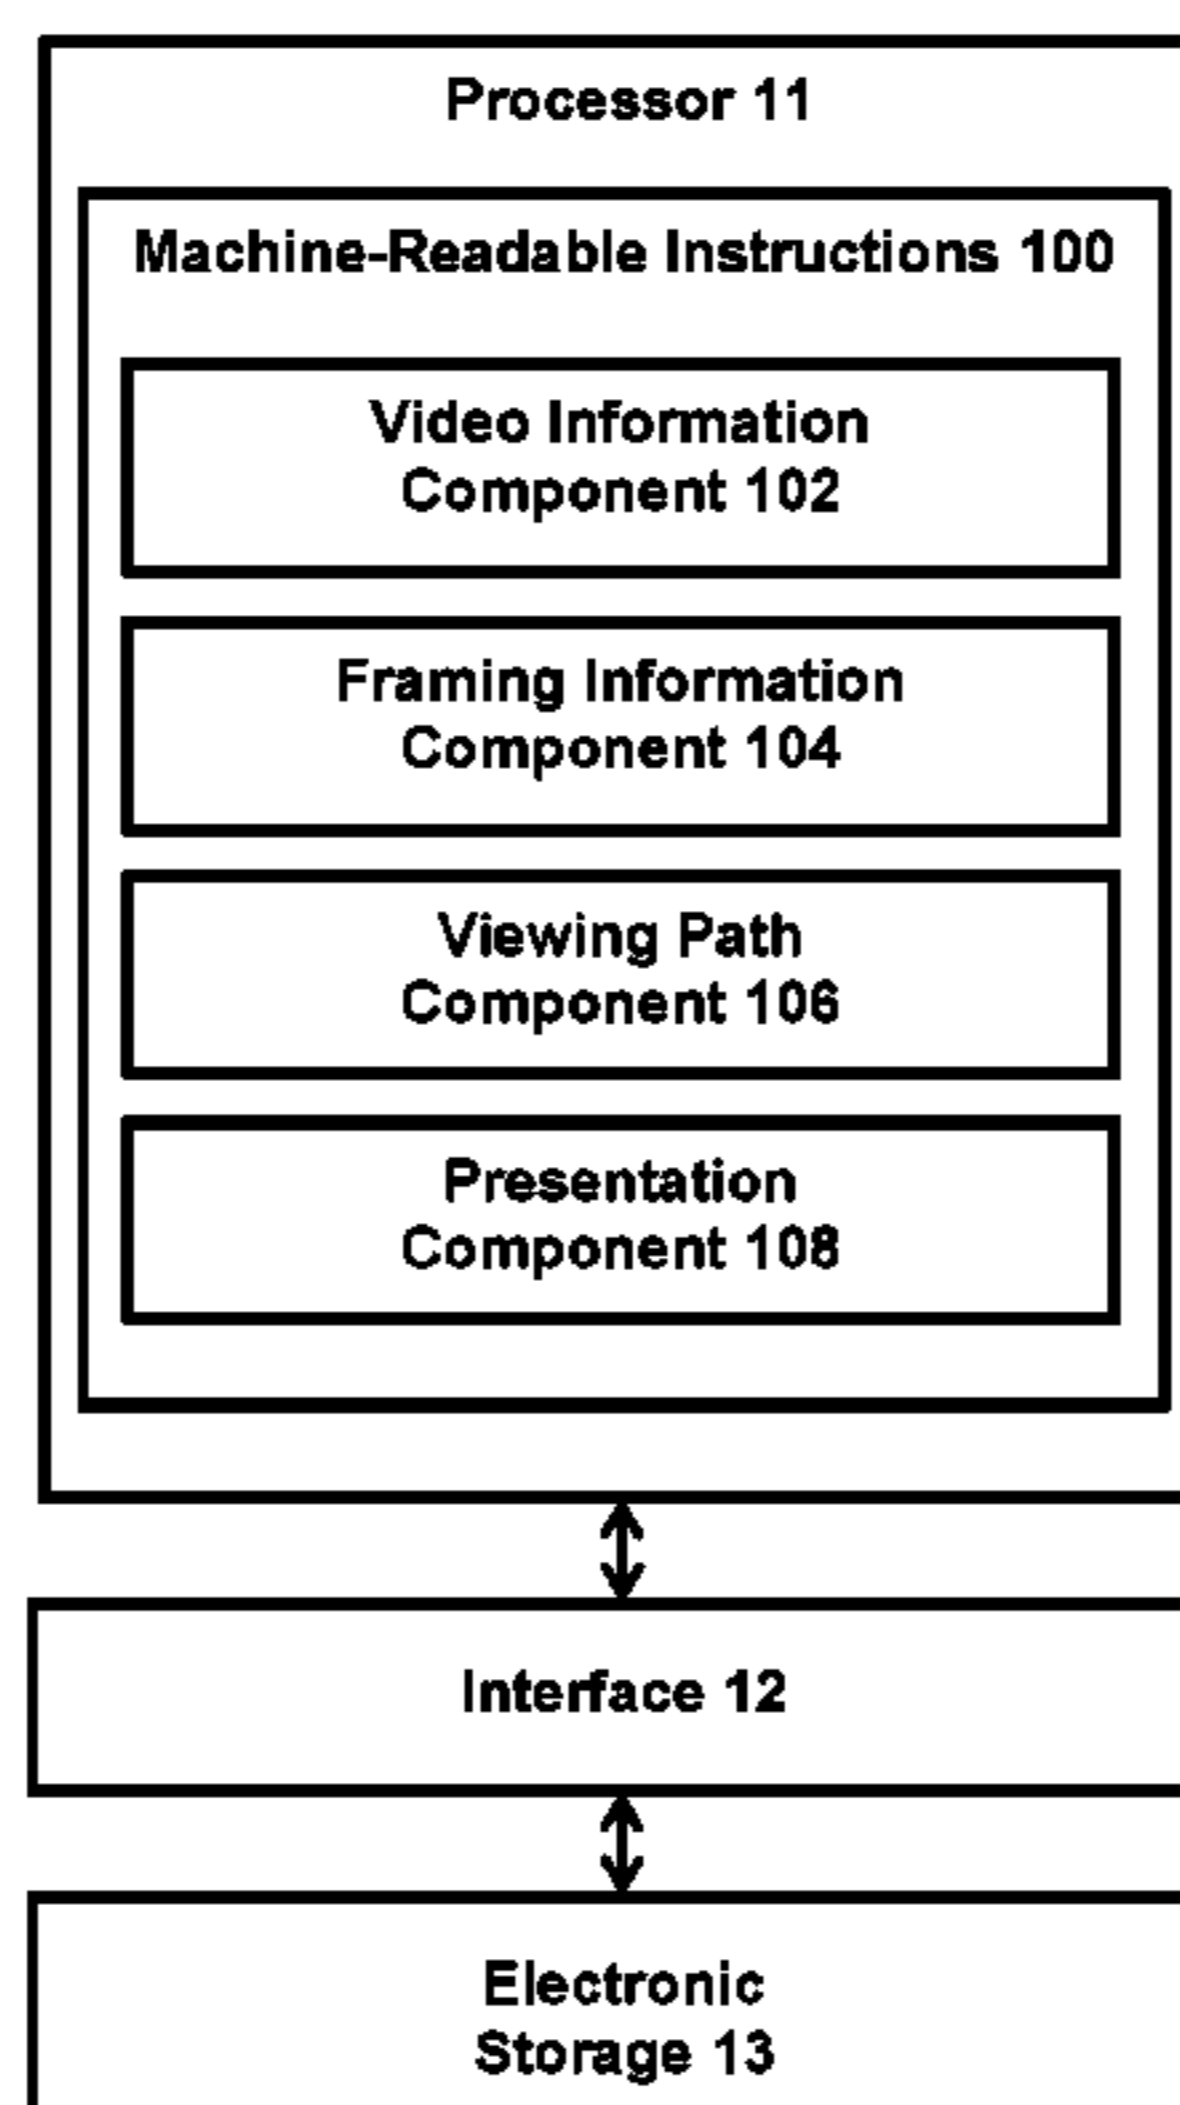 Processor 11
Machine-Readable Instructions 100
Video Information
Component 102
Framing Information
Component 104
Viewing Path
Component 106
Presentation
Component 108
Interface 12
Electronic
Storage 13